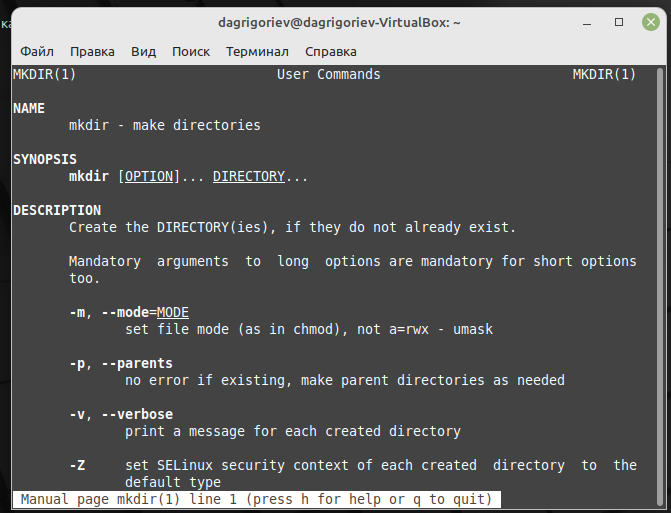 ка
dagrigoriev@dagrigoriev-VirtualBox: ~
Файл Правка Вид Поиск Терминал Справка
MKDIR(1) User Commands MKDIR(1)
NAME
mkdir - make directories
SYNOPSIS
mkdir [OPTION]... DIRECTORY...
DESCRIPTION
Create the DIRECTORY(ies), if they do not already exist.
Mandatory arguments to long options are mandatory for short options
too.
-m, --mode=MODE
set file mode (as in chmod), not a=rwx - umask
-p, --parents
no error if existing, make parent directories as needed
-v, --verbose
print a message for each created directory
-Z set SELinux security context of each created directory to the
default type
Manual page mkdir(1) line 1 (press h for help or q to quit)